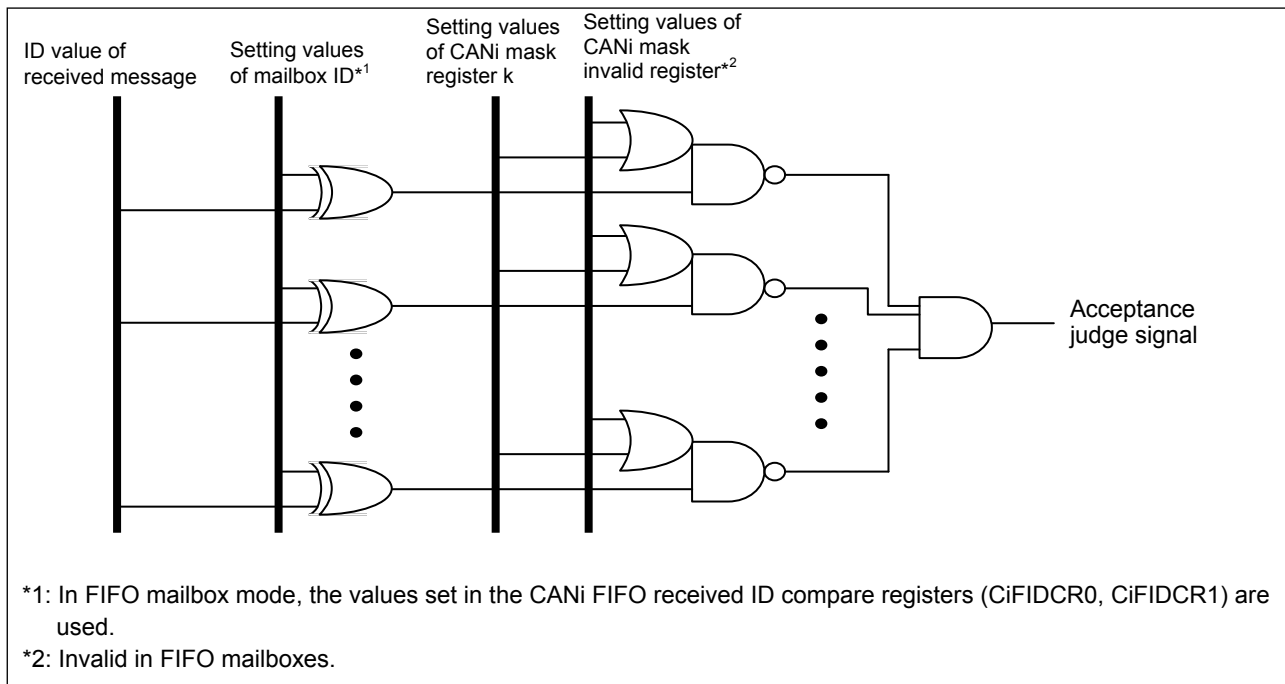 ID value of
received message
Setting values
of mailbox ID*1
Setting values
of CANi mask
register k
Setting values of
CANi mask
invalid register*2
Acceptance
judge signal
*1: In FIFO mailbox mode, the values set in the CANi FIFO received ID compare registers (CiFIDCR0, CiFIDCR1) are
used.
*2: Invalid in FIFO mailboxes.